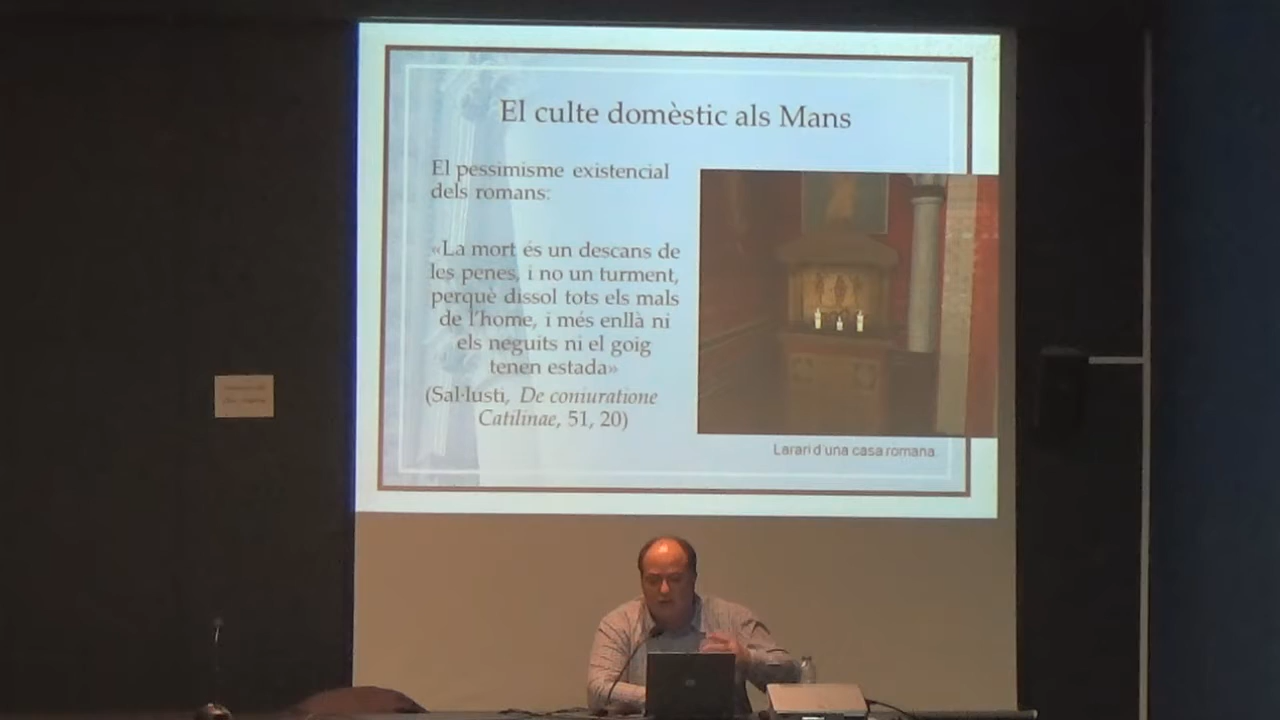 El culte domèstic als Mans
El pessimisme existencial
dels romans:
«La mort és un descans de
les penes, i no un turment,
perquè dissol tots els mals
de l'home, i més enllà ni
els neguits ni el goig
tenen estada»
(Sal·lusti, De coniuratione
Catilinae, 51, 20)
Larari d'una casa romana.